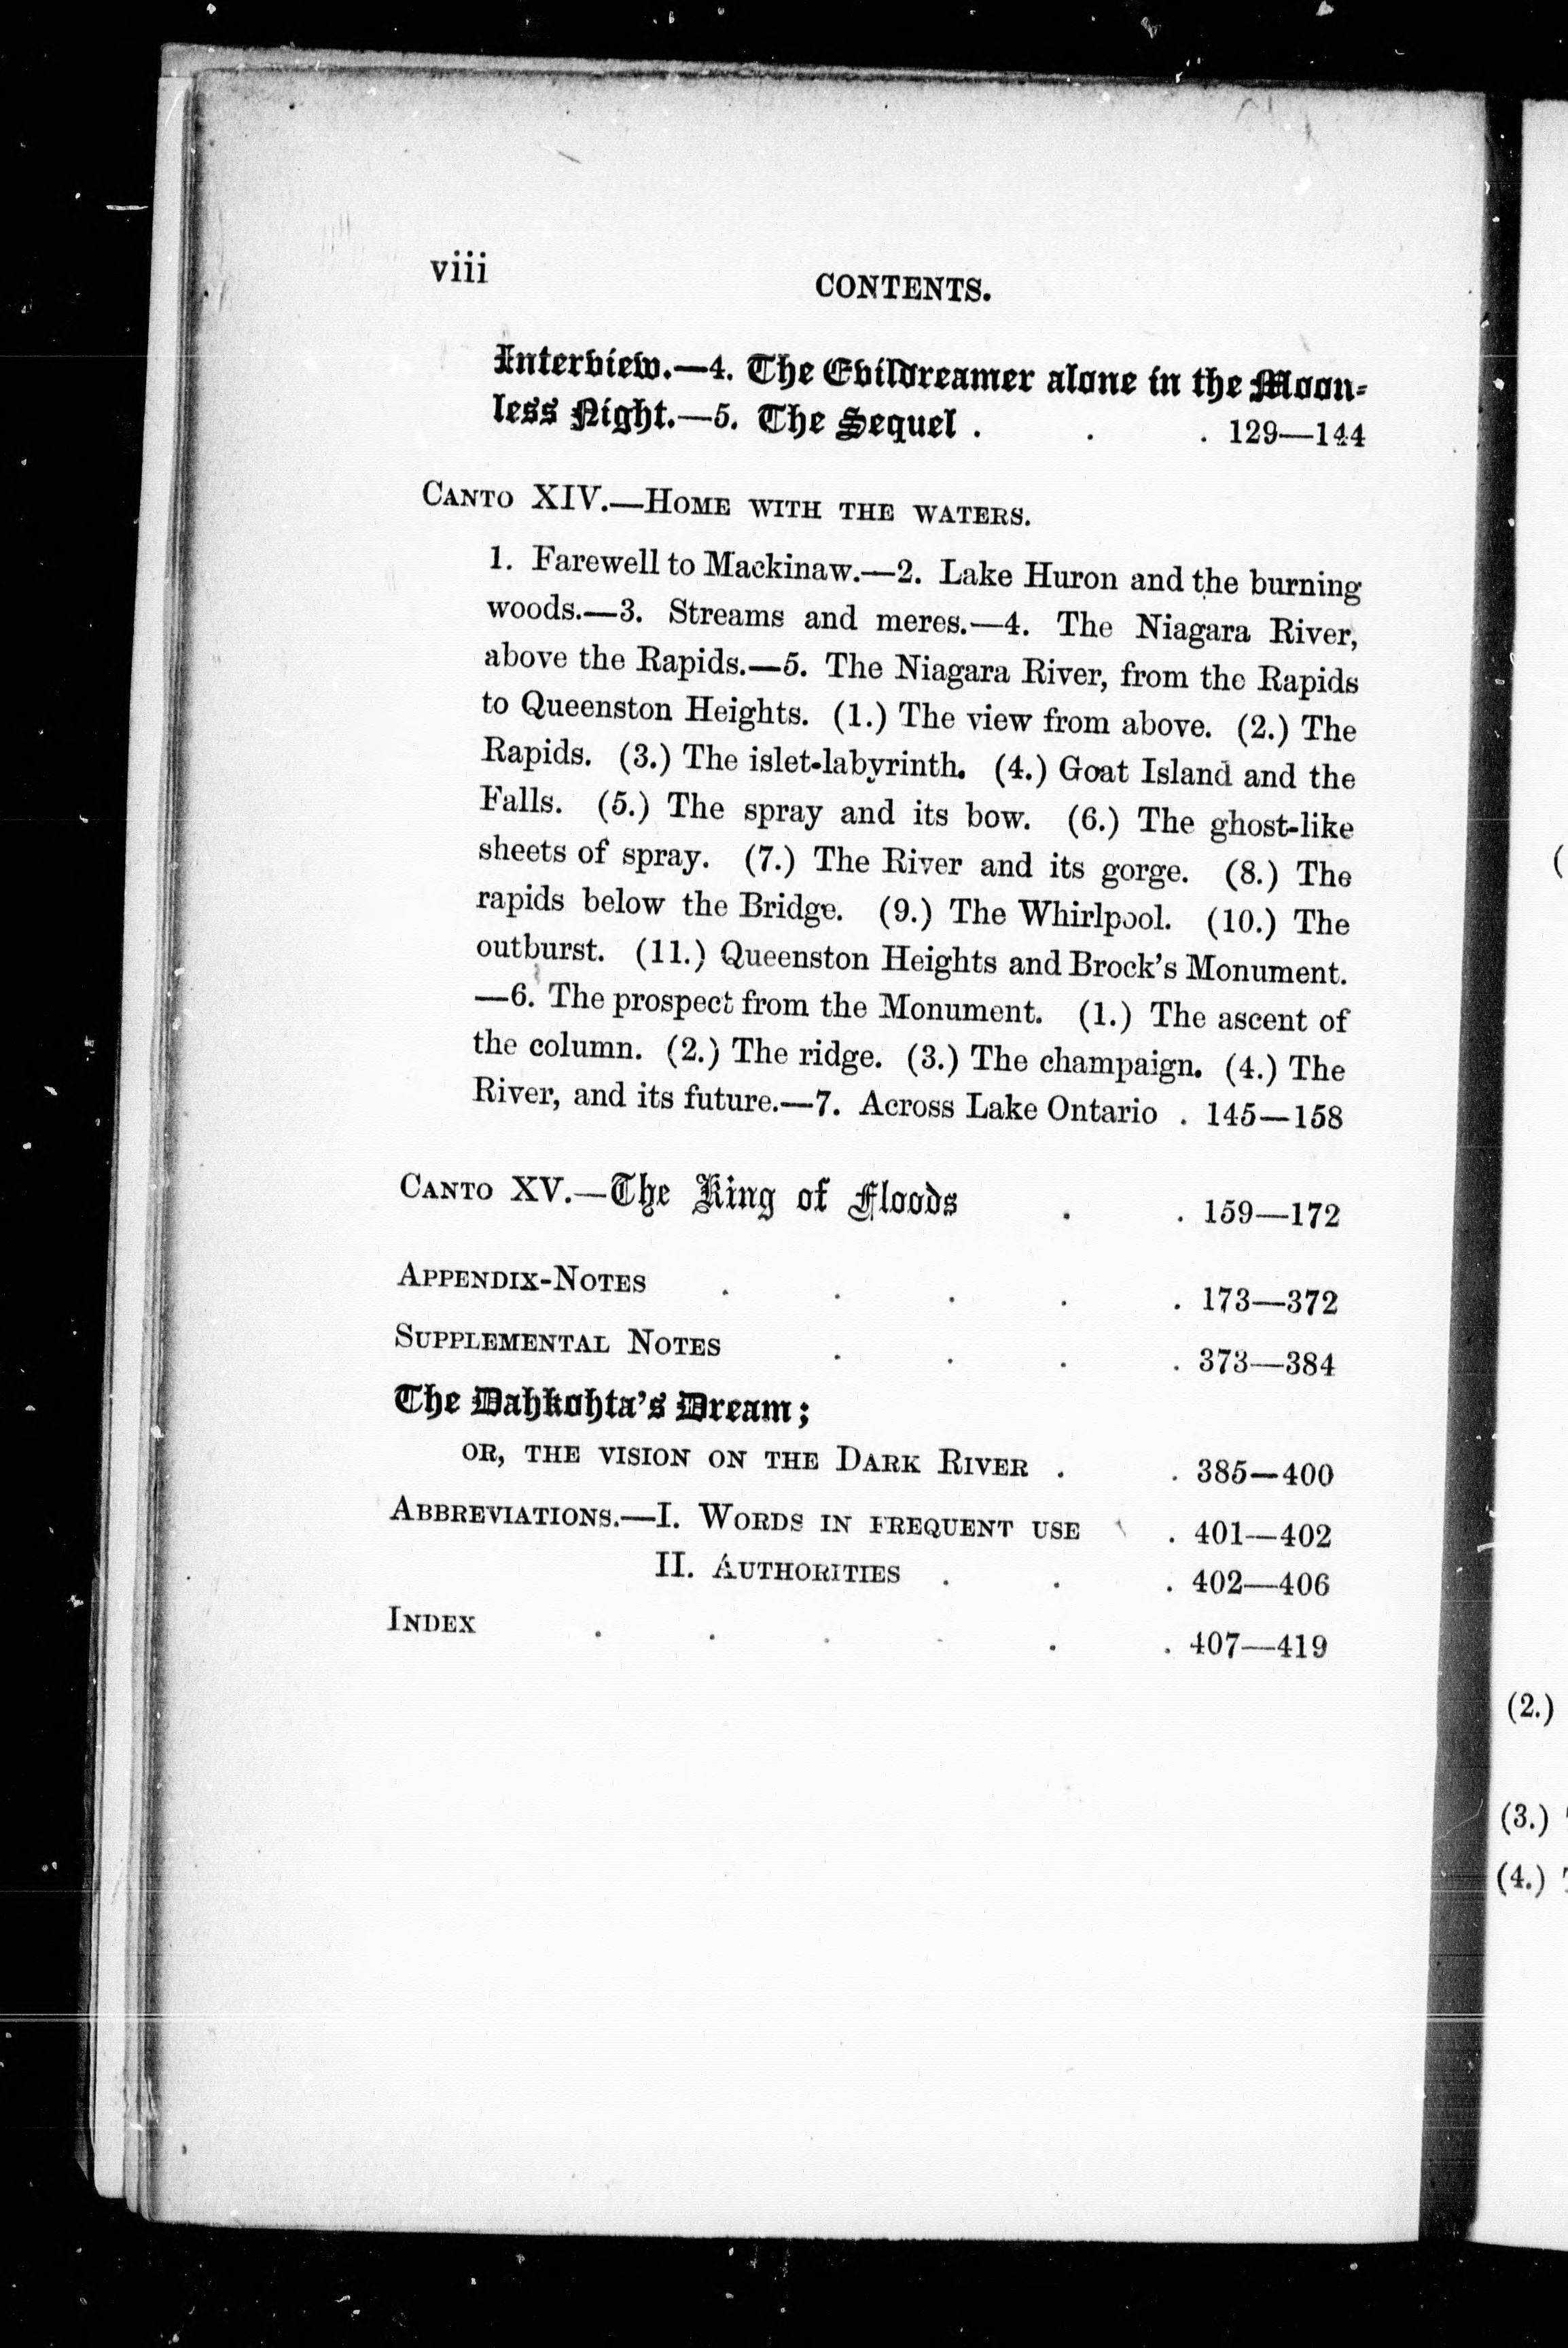 viii
CONTENTS.
Interview.—4. The Evildreamer alone in the Moon-
less Night.—5. The Sequel . . . 129—144
CANTO XIV.—HOME WITH THE WATERS.
1. Farewell to Mackinaw.—2. Lake Huron and the burning
woods.—3. Streams and meres.—4. The Niagara River,
above the Rapids.—5. The Niagara River, from the Rapids
to Queenston Heights. (1.) The view from above. (2.) The
Rapids. (3.) The islet-labyrinth. (4.) Goat Island and the
Falls. (5.) The spray and its bow. (6.) The ghost-like
sheets of spray. (7.) The River and its gorge. (8.) The
rapids below the Bridge. (9.) The Whirlpool. (10.) The
outburst. (11.) Queenston Heights and Brock's Monument.
—6. The prospect from the Monument. (1.) The ascent of
the column. (2.) The ridge. (3.) The champaign. (4.) The
River, and its future.—7. Across Lake Ontario . 145—158
CANTO XV.—The King of Floods . . 159—172
APPENDIX-NOTES . . . . . 173—372
SUPPLEMENTAL NOTES . . . . 373—384
The Dahkohta's Dream;
OR, THE VISION ON THE DARK RIVER . . 385—400
ABBREVIATIONS.—I. WORDS IN FREQUENT USE . 401—402
II. AUTHORITIES . . . 402—406
INDEX . . . . . . 407—419
(2.)
(3.)
(4.)